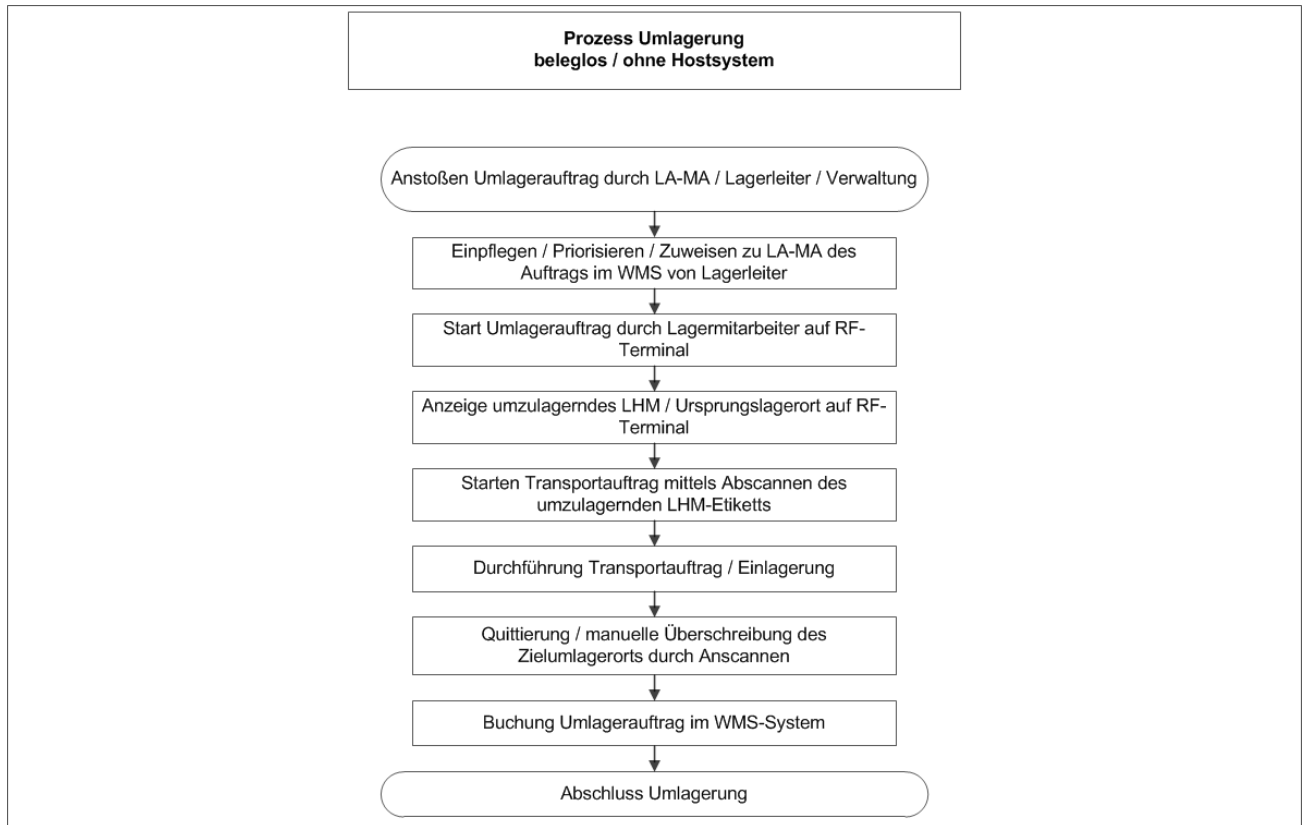 Prozess Umlagerung
beleglos / ohne Hostsystem
Anstoßen Umlagerauftrag durch LA-MA / Lagerleiter / Verwaltung
Einpflegen / Priorisieren / Zuweisen zu LA-MA des
Auftrags im WMS von Lagerleiter
Start Umlagerauftrag durch Lagermitarbeiter auf RF-
Terminal
Anzeige umzulagerndes LHM / Ursprungslagerort auf RF-
Terminal
Starten Transportauftrag mittels Abscannen des
umzulagernden LHM-Etiketts
Durchführung Transportauftrag / Einlagerung
Quittierung / manuelle Überschreibung des
Zielumlagerorts durch Anscannen
Buchung Umlagerauftrag im WMS-System
Abschluss Umlagerung